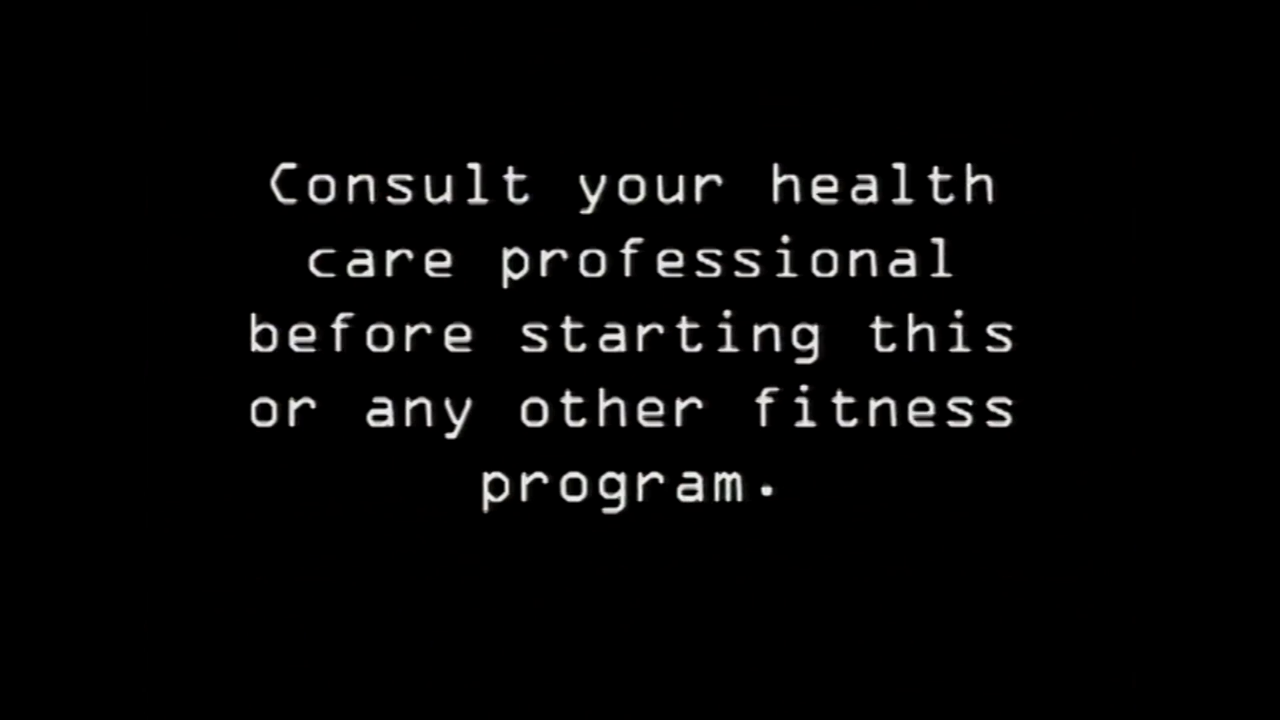 Consult your health
care professional
before starting this
or any other fitness
program.